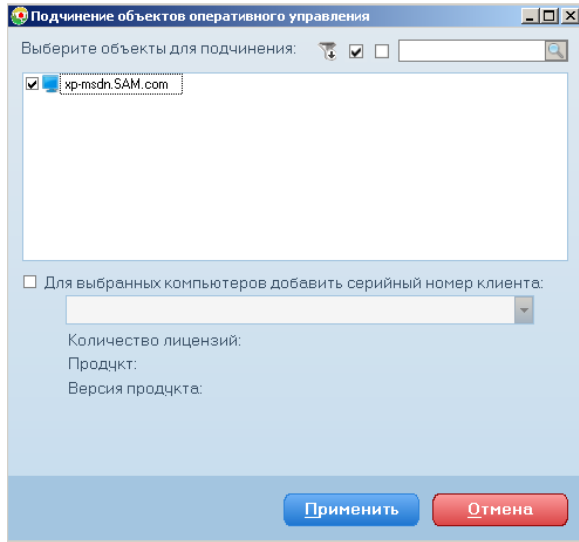 Подчинение объектов оперативного управления
Выберите объекты для подчинения:
xp-msdn.SAM.com
Для выбранных компьютеров добавить серийный номер клиента:
Количество лицензий:
Продукт:
Версия продукта:
Применить
Отмена